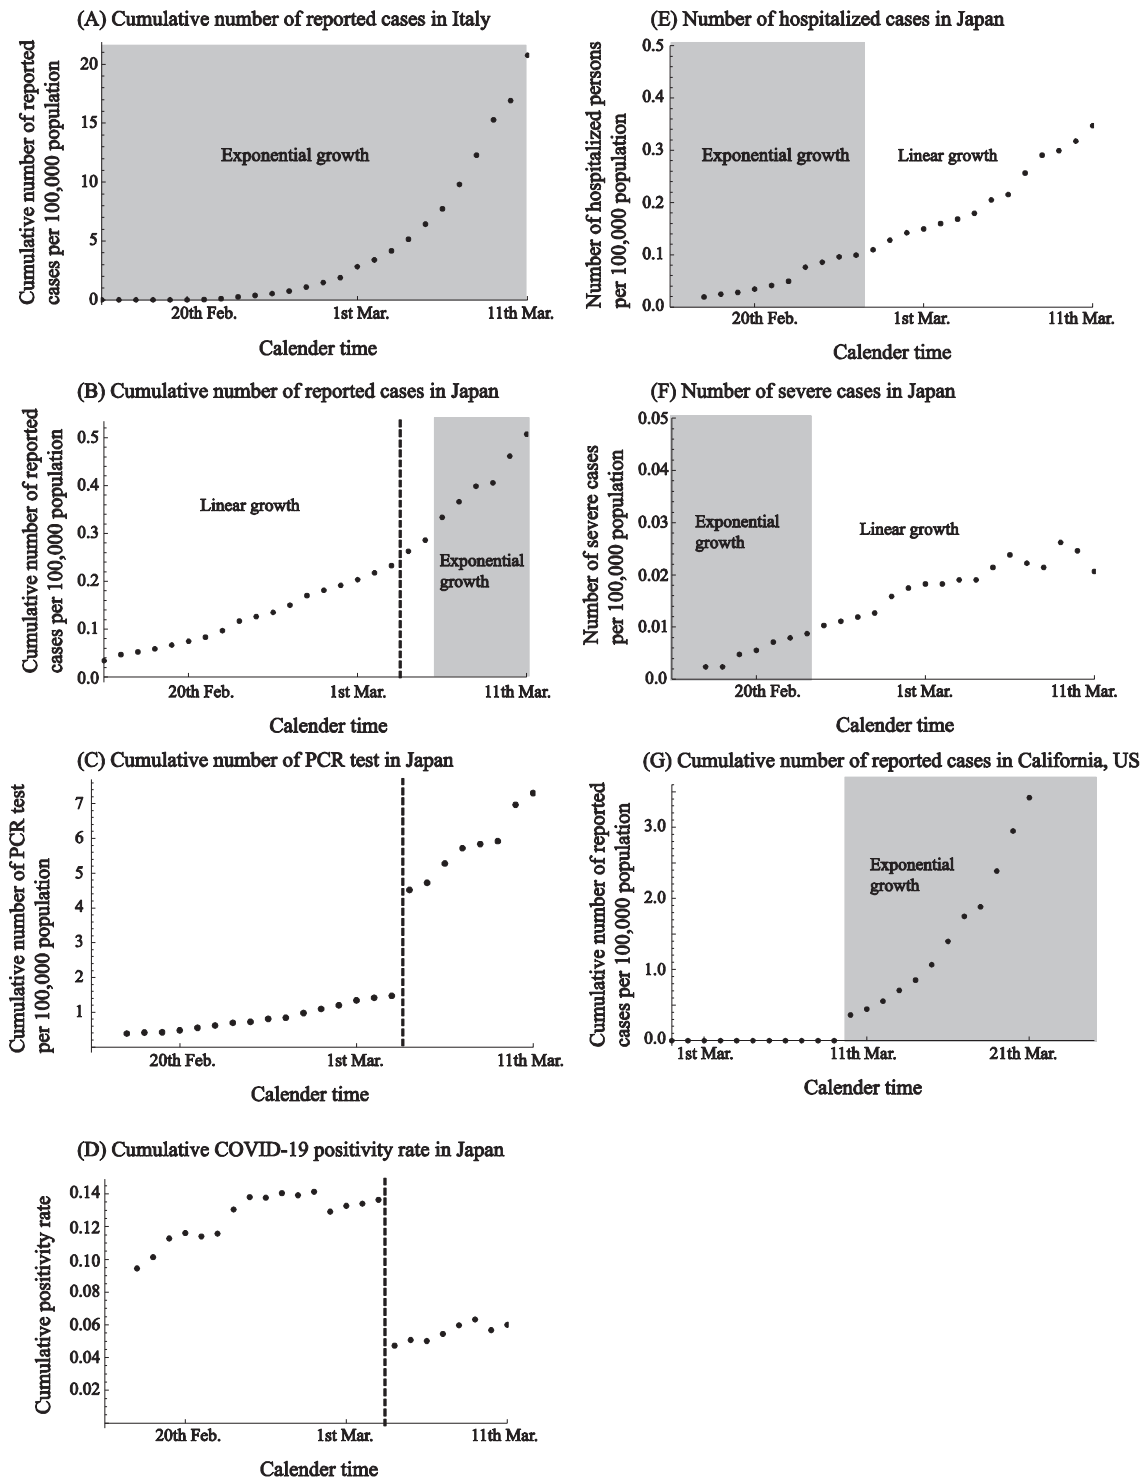 (A) Cumulative number of reported cases in Italy
Cumulative number of reported
cases per 100,000 population
20
15
10
5
0
Exponential growth
20th Feb.
1st Mar.
11th Mar.
Calender time
(B) Cumulative number of reported cases in Japan
Cumulative number of reported
cases per 100,000 population
0.5
0.4
0.3
0.2
0.1
0.0
Linear growth
Exponential
growth
20th Feb.
1st Mar.
11th Mar.
Calender time
(C) Cumulative number of PCR test in Japan
Cumulative number of PCR test
per 100,000 population
7
6
5
4
3
2
1
20th Feb.
1st Mar.
11th Mar.
Calender time
(D) Cumulative COVID-19 positivity rate in Japan
Cumulative positivity rate
0.14
0.12
0.10
0.08
0.06
0.04
0.02
20th Feb.
1st Mar.
11th Mar.
Calender time
(E) Number of hospitalized cases in Japan
Number of hospitalized persons
per 100,000 population
0.5
0.4
0.3
0.2
0.1
0.0
Exponential growth
Linear growth
20th Feb.
1st Mar.
11th Mar.
Calender time
(F) Number of severe cases in Japan
Number of severe cases
per 100,000 population
0.05
0.04
0.03
0.02
0.01
0.00
Exponential
growth
Linear growth
20th Feb.
1st Mar.
11th Mar.
Calender time
(G) Cumulative number of reported cases in California, US
Cumulative number of reported
cases per 100,000 population
3.0
2.0
1.0
0.0
Exponential
growth
1st Mar.
11th Mar.
21th Mar.
Calender time